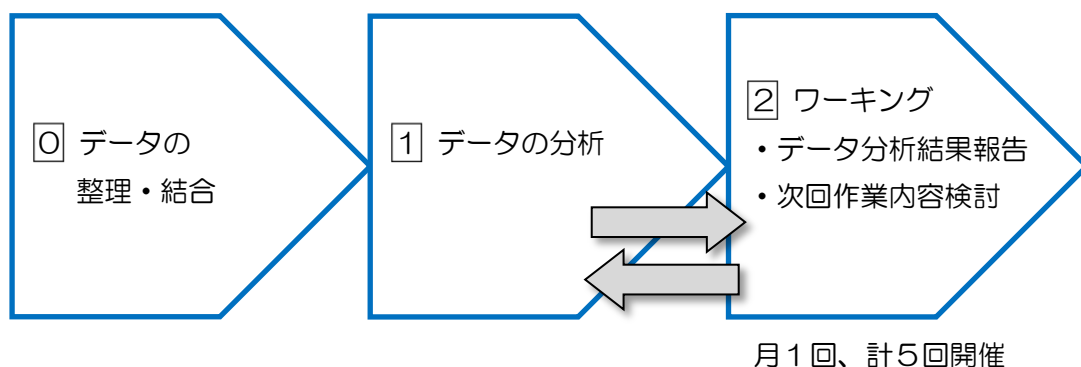 0 データの
整理・結合
1 データの分析
2 ワーキング
・データ分析結果報告
・次回作業内容検討
月１回、計５回開催